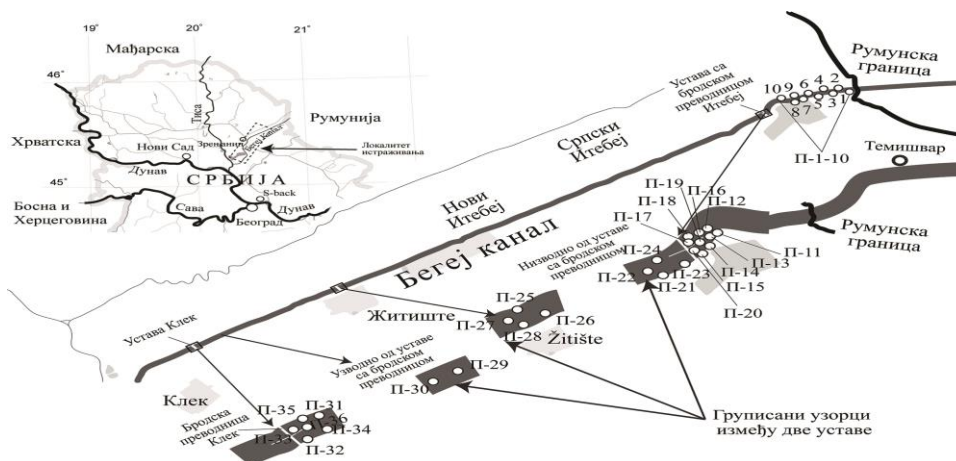 19
20
21
Мађарска
46°
Румунија
Тиса
Зрењанин
Бегеј Канал
Хрватска
Нови Сад
Локалитет
истраживања
Дунав
СРБИЈА
45°
S-back
Босна и
Херцеговина
Сава
Београд
Дунав
Румунска
граница
Устава са
бродском
преводницом
Итебеј
10 9 6 4 2
8 7 5 3 1
П-1-10
Темишвар
Румунска
граница
Српски
Итебеј
Нови
Итебеј
Бегеј канал
П-19
П-18
П-17
П-16
П-12
П-11
П-13
П-14
П-15
П-20
Низводно од уставе
са бродском
преводницом
П-24
П-22
П-23
П-21
Житиште
П-25
П-27
П-26
П-28
Žitište
Устава Клек
Узводно од уставе
са бродском
преводницом
П-29
П-30
Клек
Бродска
преводница
Клек
П-35
П-31
П-36
П-33
П-34
П-32
Груписани узорци
између две уставе